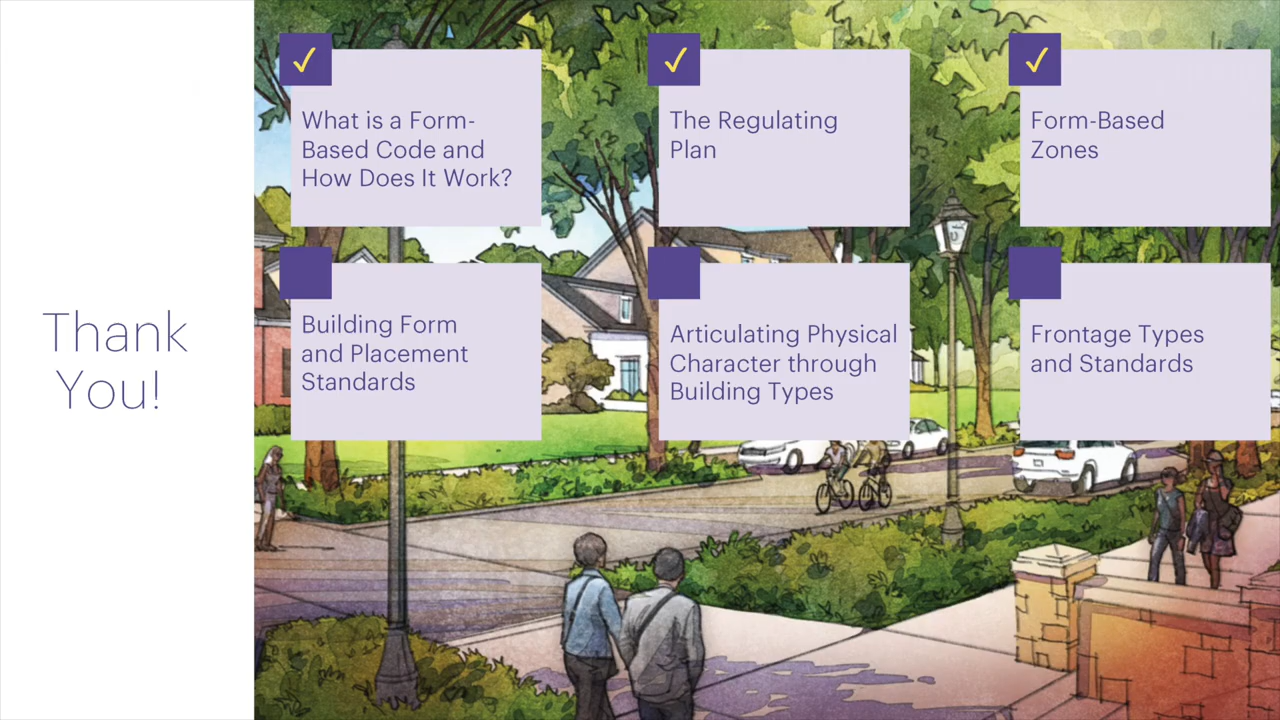 Thank
You!
✓
What is a Form-
Based Code and
How Does It Work?
✓
The Regulating
Plan
✓
Form-Based
Zones
Building Form
and Placement
Standards
Articulating Physical
Character through
Building Types
Frontage Types
and Standards